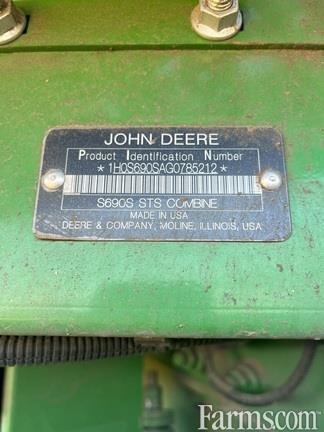 JOHN DEERE
Product Identification Number
*1H0S690SAG0785212*
S690S STS COMBINE
MADE IN USA
DEERE & COMPANY, MOLINE, ILLINOIS, USA
Farms.com®